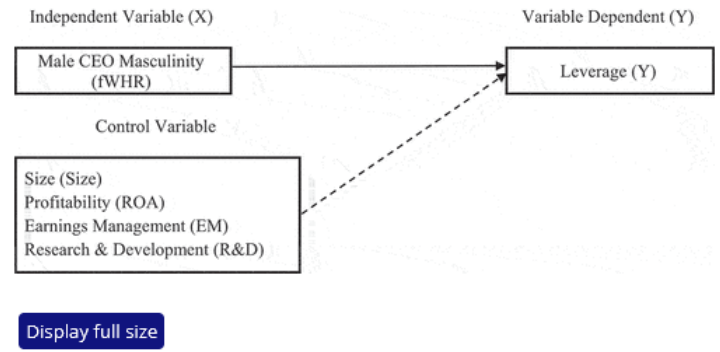 Independent Variable (X)
Variable Dependent (Y)
Male CEO Masculinity
(fWHR)
Leverage (Y)
Control Variable
Size (Size)
Profitability (ROA)
Earnings Management (EM)
Research & Development (R&D)
Display full size